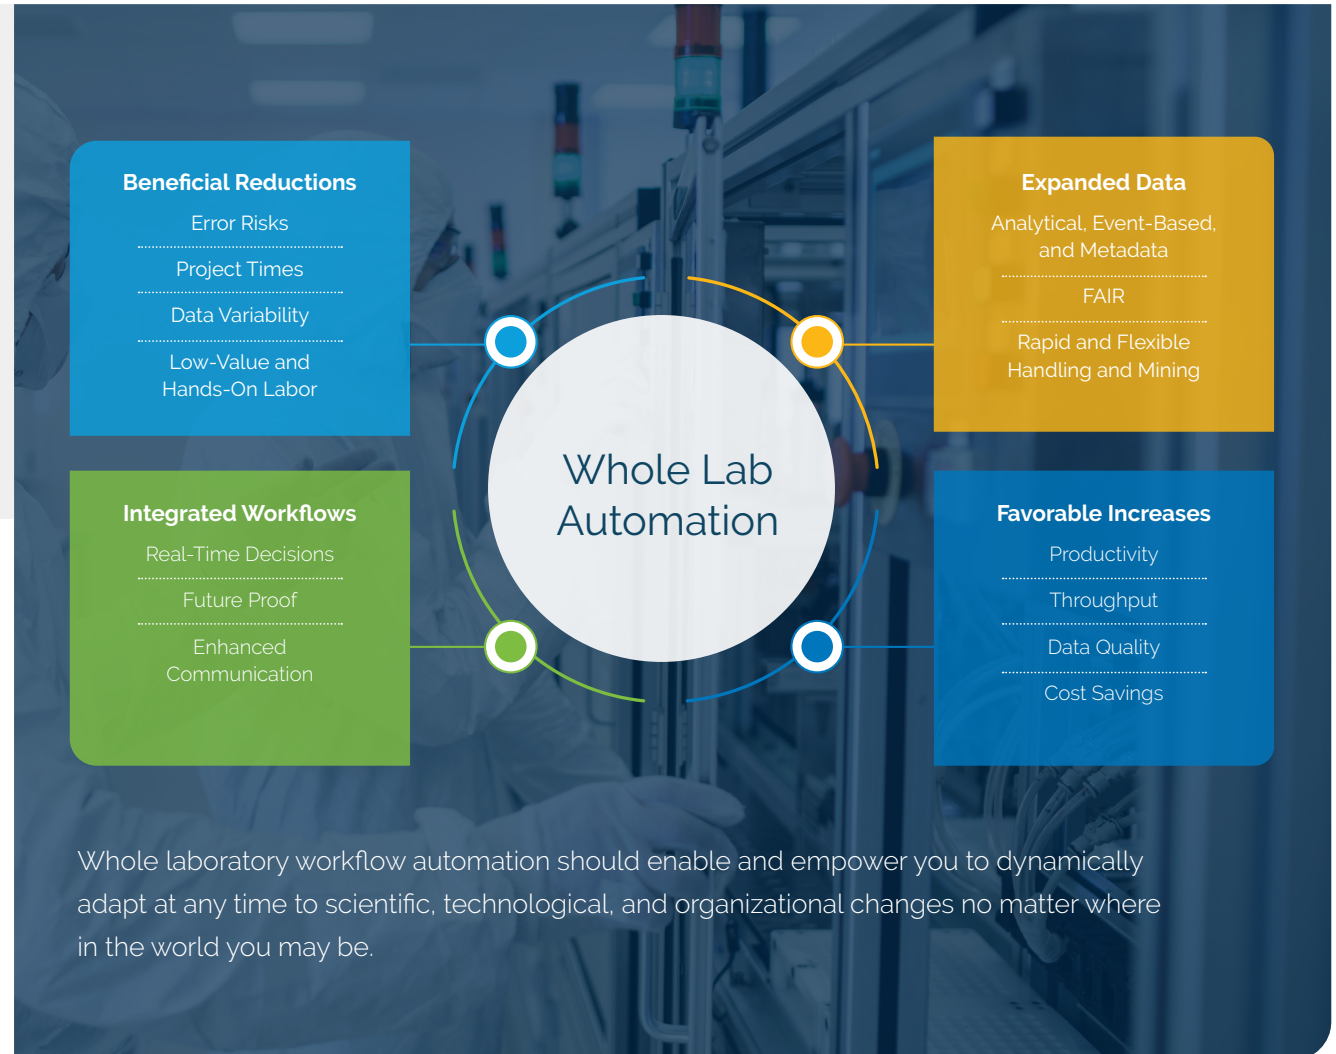 Beneficial Reductions
Error Risks
Project Times
Data Variability
Low-Value and
Hands-On Labor
Expanded Data
Analytical, Event-Based,
and Metadata
FAIR
Rapid and Flexible
Handling and Mining
Whole Lab
Automation
Integrated Workflows
Real-Time Decisions
Future Proof
Enhanced
Communication
Favorable Increases
Productivity
Throughput
Data Quality
Cost Savings
Whole laboratory workflow automation should enable and empower you to dynamically
adapt at any time to scientific, technological, and organizational changes no matter where
in the world you may be.